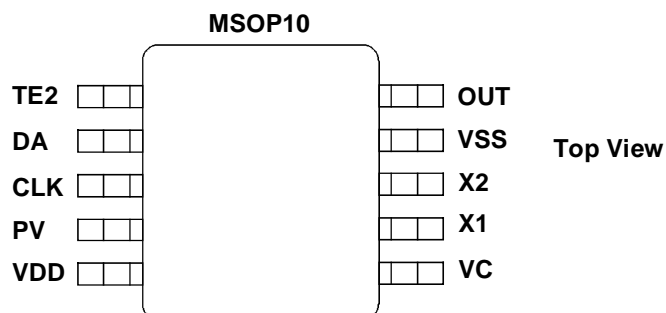 MSOP10
TE2 OUT
DA VSS
Top View
CLK X2
PV X1
VDD VC